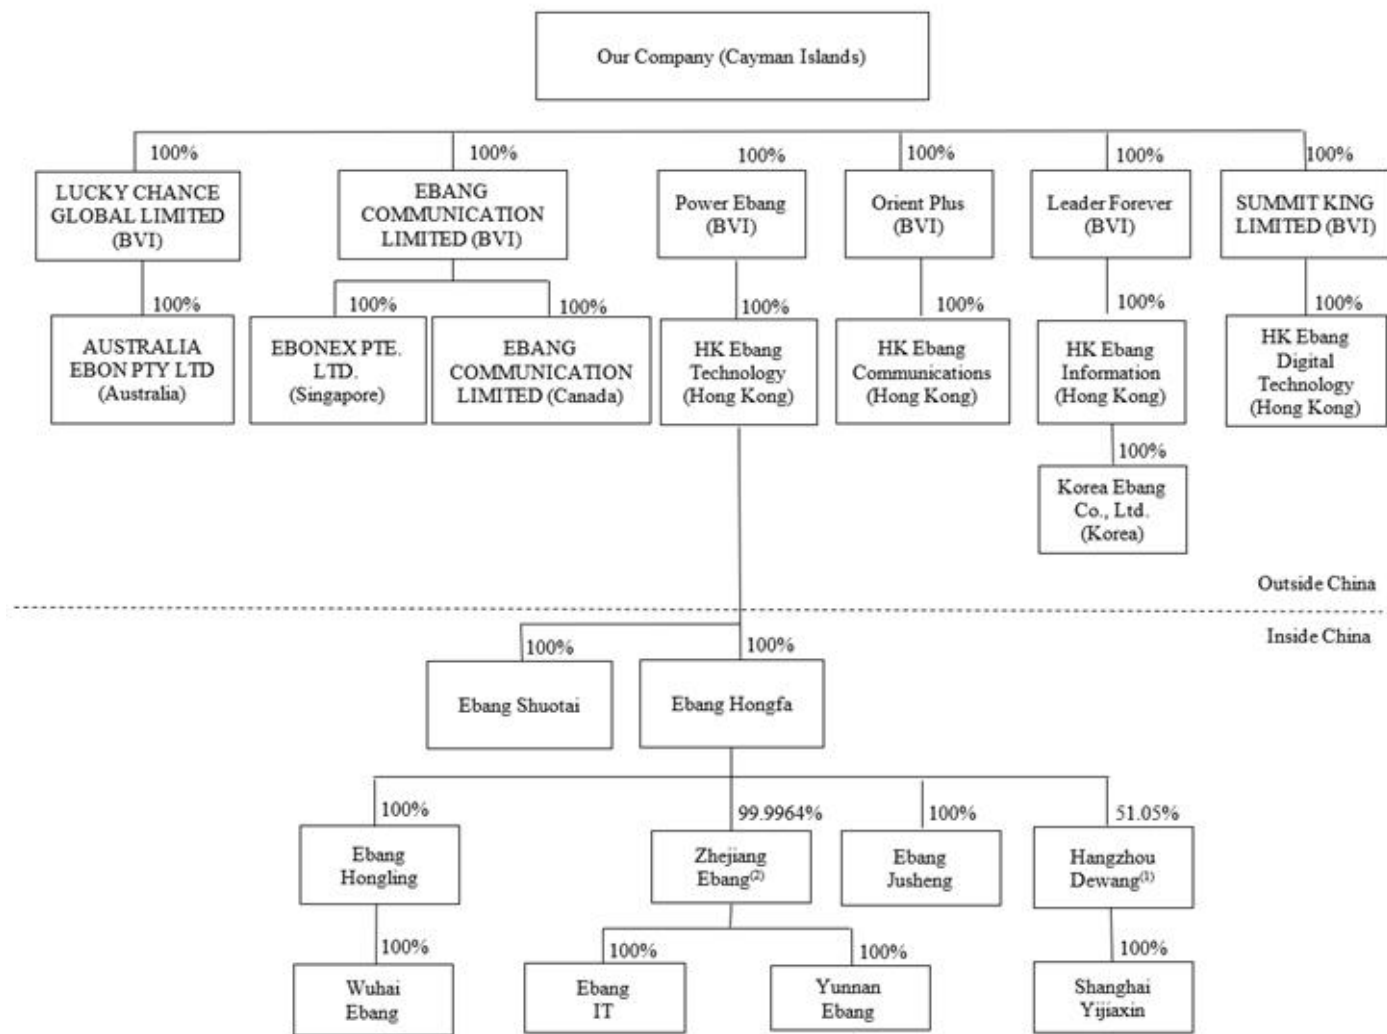 Our Company (Cayman Islands)
100%
100%
100%
100%
100%
100%
LUCKY CHANCE
GLOBAL LIMITED
(BVI)
EBANG
COMMUNICATION
LIMITED (BVI)
Power Ebang
(BVI)
Orient Plus
(BVI)
Leader Forever
(BVI)
SUMMIT KING
LIMITED (BVI)
100%
100%
100%
100%
100%
100%
100%
AUSTRALIA
EBON PTY LTD
(Australia)
EBONEX PTE.
LTD.
(Singapore)
EBANG
COMMUNICATION
LIMITED (Canada)
HK Ebang
Technology
(Hong Kong)
HK Ebang
Communications
(Hong Kong)
HK Ebang
Information
(Hong Kong)
HK Ebang
Digital
Technology
(Hong Kong)
100%
Korea Ebang
Co., Ltd.
(Korea)
Outside China
Inside China
100%
100%
Ebang Shuotai
Ebang Hongfa
100%
99.9964%
100%
51.05%
Ebang
Hongling
Zhejiang
Ebang(2)
Ebang
Jusheng
Hangzhou
Dewang(1)
100%
100%
100%
100%
Wuhai
Ebang
Ebang
IT
Yunnan
Ebang
Shanghai
Yijiaxin